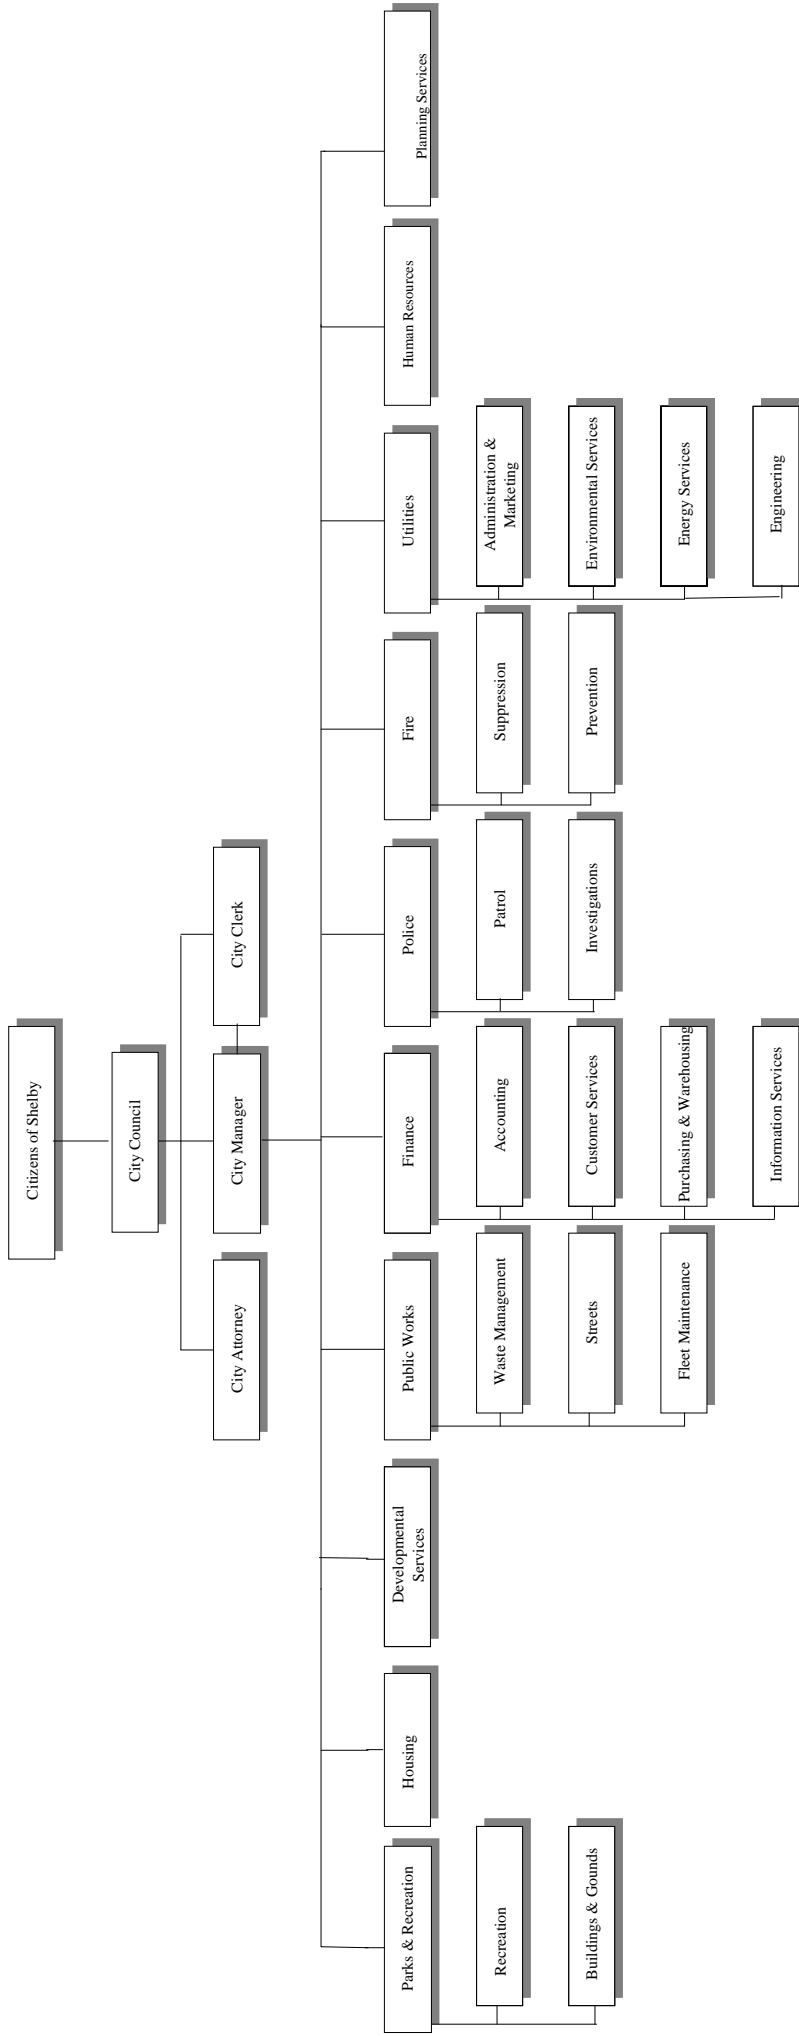 Citizens of Shelby
City Council
City Attorney
City Manager
City Clerk
Parks & Recreation
Housing
Developmental
Services
Public Works
Finance
Police
Fire
Utilities
Human Resources
Planning Services
Recreation
Buildings & Gounds
Waste Management
Streets
Fleet Maintenance
Accounting
Customer Services
Purchasing & Warehousing
Information Services
Patrol
Investigations
Suppression
Prevention
Administration &
Marketing
Environmental Services
Energy Services
Engineering